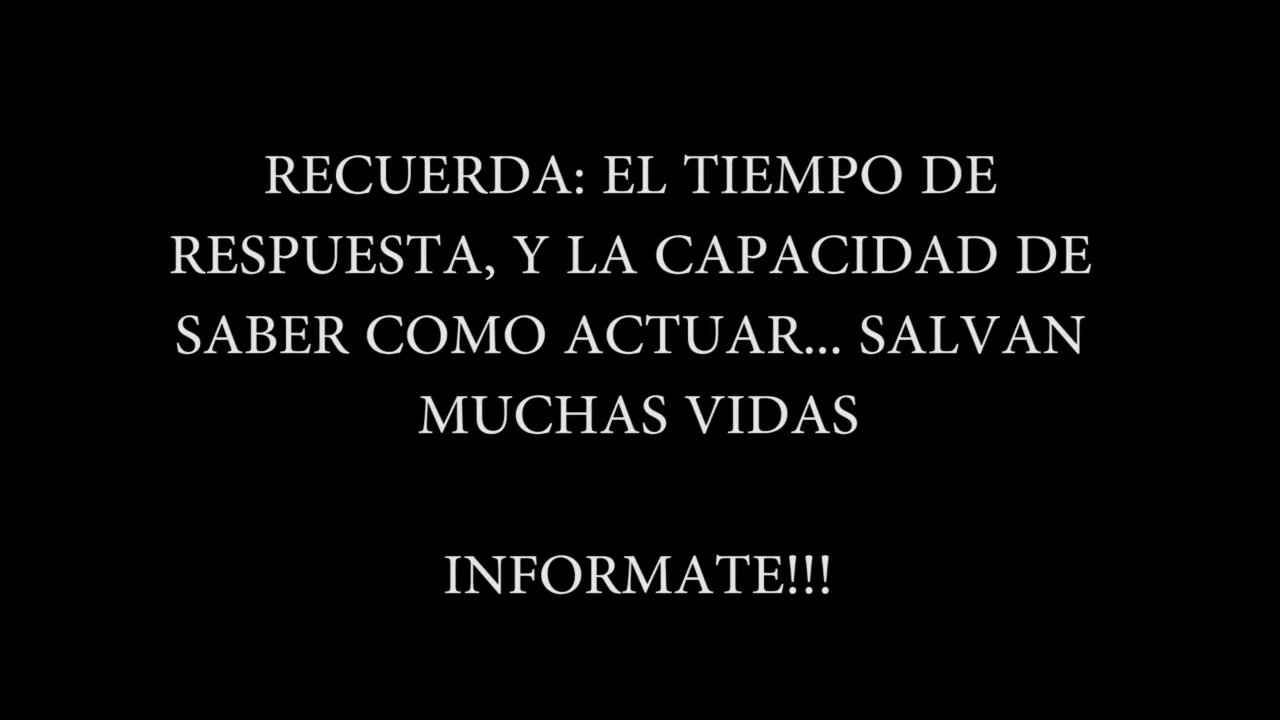 RECUERDA: EL TIEMPO DE
RESPUESTA, Y LA CAPACIDAD DE
SABER COMO ACTUAR... SALVAN
MUCHAS VIDAS
INFORMATE!!!